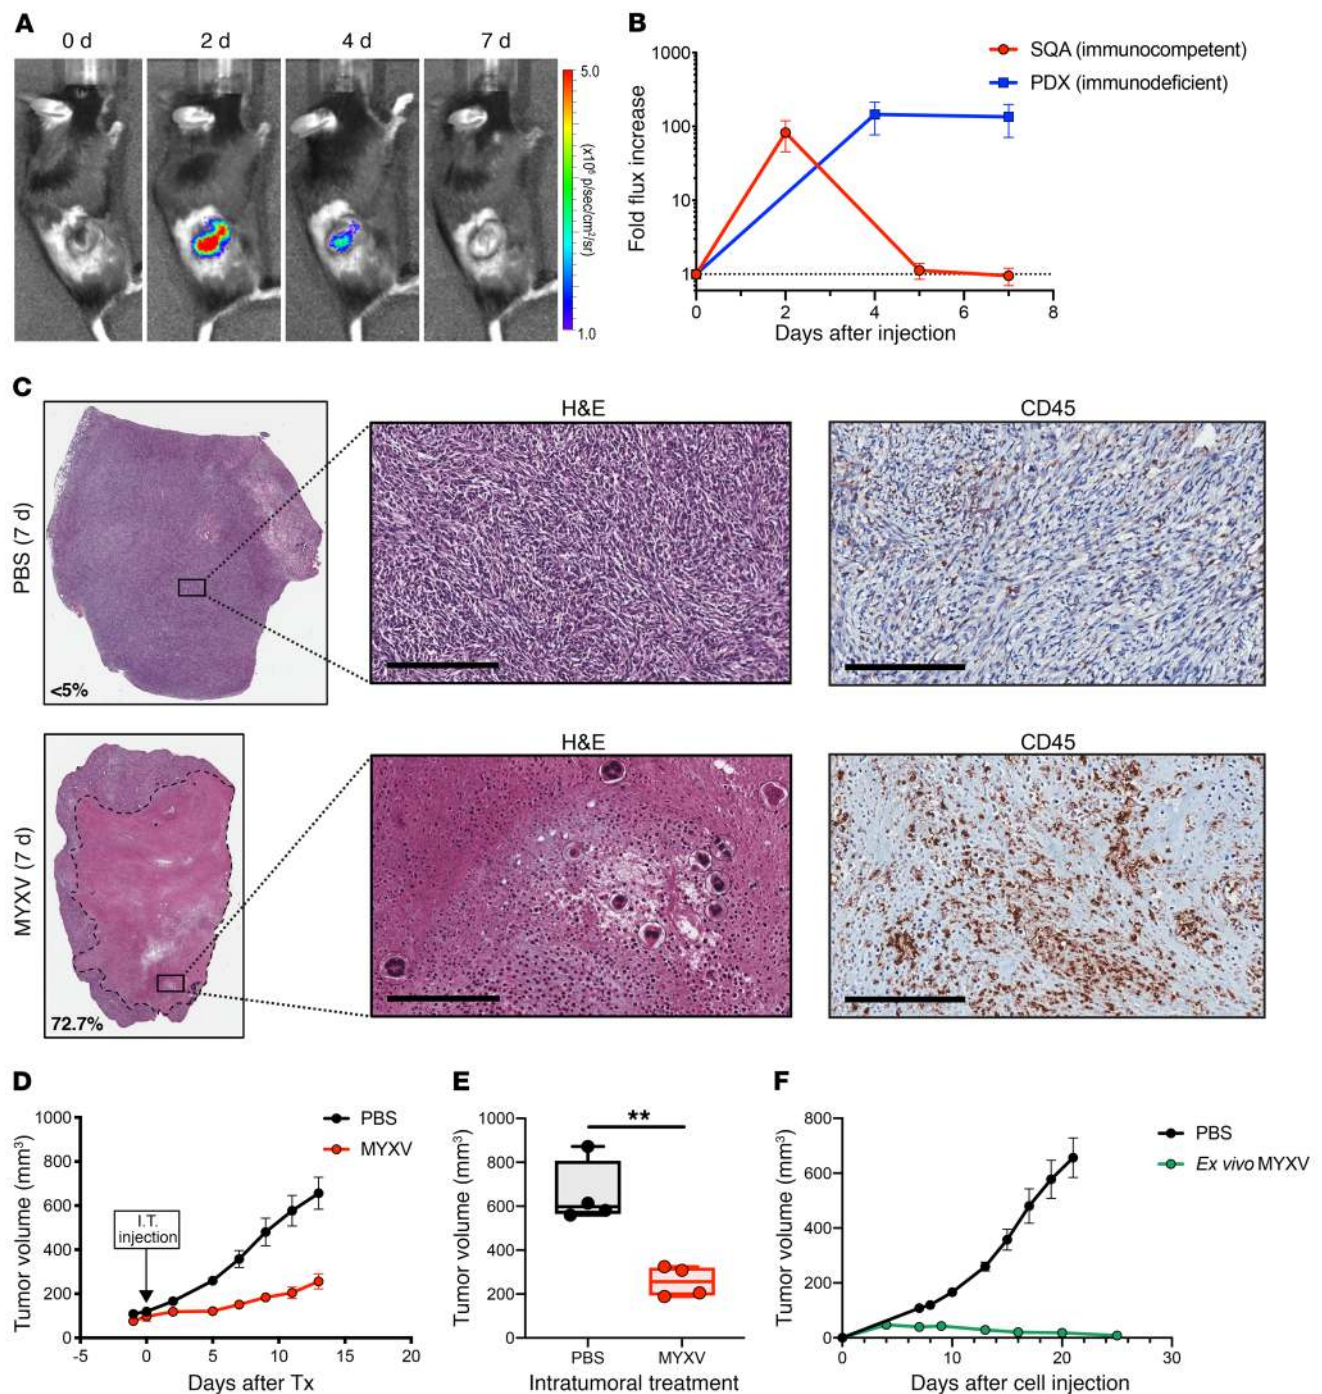 A
0 d
2 d
4 d
7 d
5.0
(x10⁶ p/sec/cm²/sr)
1.0
B
SQA (immunocompetent)
PDX (immunodeficient)
Fold flux increase
1000
100
10
1
0
2
4
6
8
Days after injection
C
PBS (7 d)
<5%
H&E
CD45
MYXV (7 d)
72.7%
H&E
CD45
D
PBS
MYXV
Tumor volume (mm³)
1000
800
600
400
200
0
I.T.
injection
-5
0
5
10
15
20
Days after Tx
E
**
Tumor volume (mm³)
1000
800
600
400
200
0
PBS
MYXV
Intratumoral treatment
F
PBS
Ex vivo MYXV
Tumor volume (mm³)
800
600
400
200
0
0
10
20
30
Days after cell injection